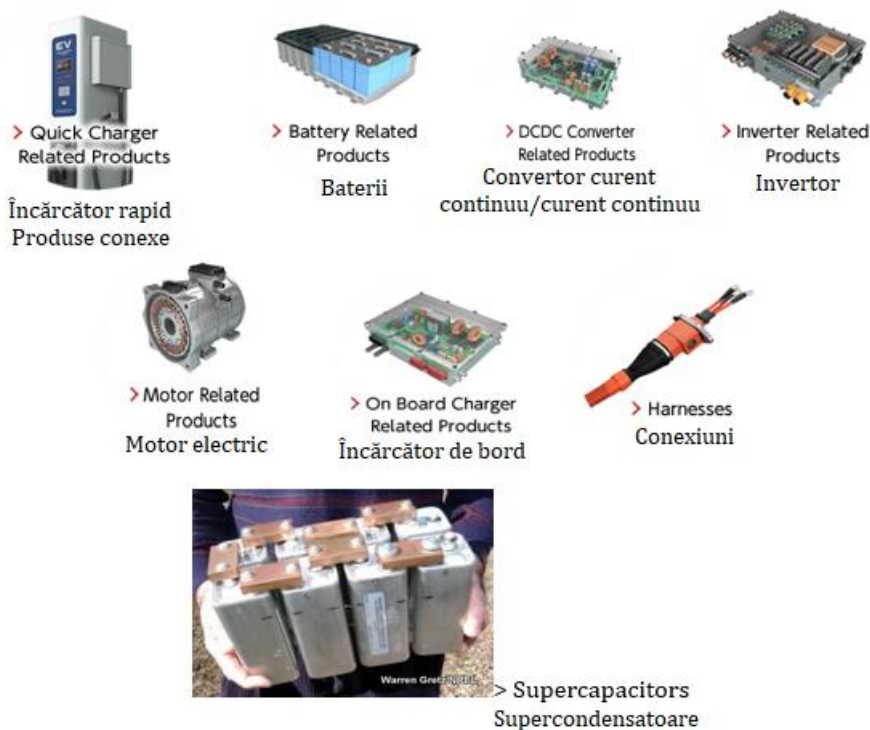 EV
> Quick Charger
Related Products
Încărcător rapid
Produse conexe
> Battery Related
Products
Baterii
> DCDC Converter
Related Products
Convertor curent
continuu/curent continuu
> Inverter Related
Products
Invertor
> Motor Related
Products
Motor electric
> On Board Charger
Related Products
Încărcător de bord
> Harnesses
Conexiuni
Warren Gretz/NREL
> Supercapacitors
Supercondensatoare